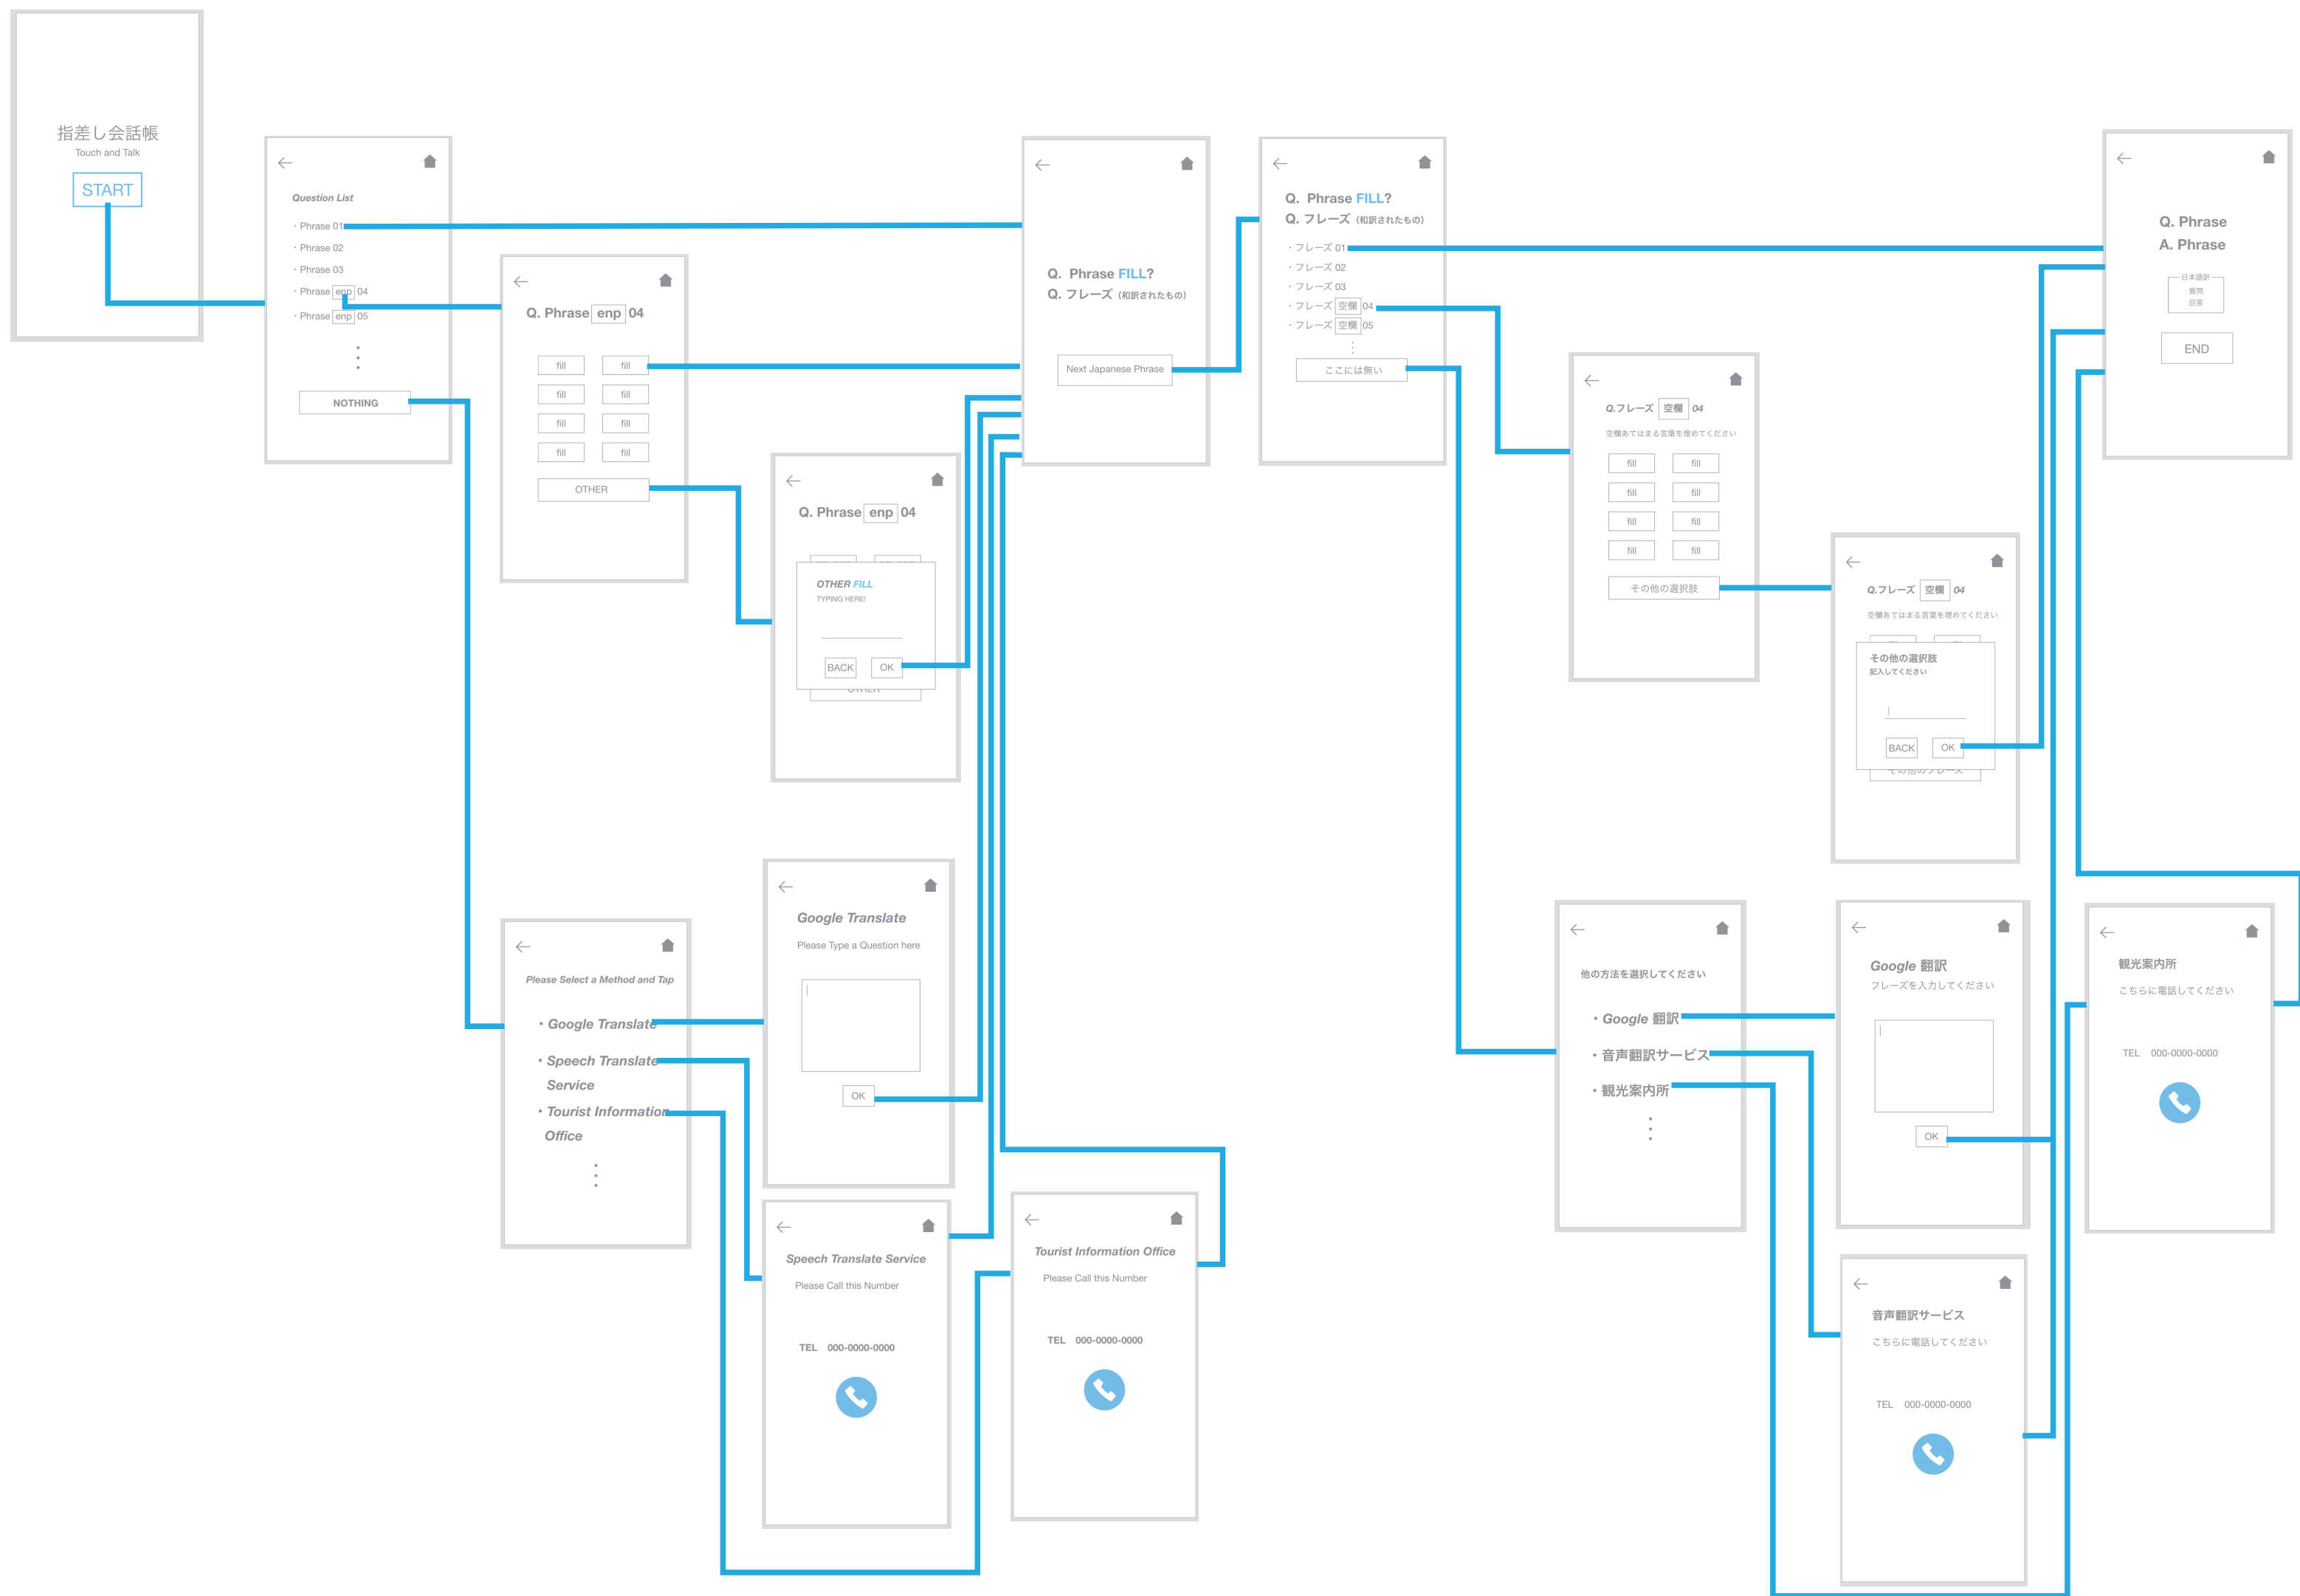 指差し会話帳
Touch and Talk
START
Question List
・Phrase 01
・Phrase 02
・Phrase 03
・Phrase enp 04
・Phrase enp 05
NOTHING
Q. Phrase enp 04
fill fill
fill fill
fill fill
fill fill
OTHER
Q. Phrase enp 04
OTHER FILL
TYPING HERE!
BACK OK
OTHER
Please Select a Method and Tap
・Google Translate
・Speech Translate
Service
・Tourist Information
Office
Google Translate
Please Type a Question here
OK
Speech Translate Service
Please Call this Number
TEL 000-0000-0000
Tourist Information Office
Please Call this Number
TEL 000-0000-0000
Q. Phrase FILL?
Q. フレーズ（和訳されたもの）
Next Japanese Phrase
Q. Phrase FILL?
Q. フレーズ（和訳されたもの）
・フレーズ 01
・フレーズ 02
・フレーズ 03
・フレーズ 空欄 04
・フレーズ 空欄 05
ここには無い
Q.フレーズ 空欄 04
空欄あてはまる言葉を埋めてください
fill fill
fill fill
fill fill
fill fill
その他の選択肢
Q.フレーズ 空欄 04
空欄あてはまる言葉を埋めてください
その他の選択肢
記入してください
BACK OK
その他のフレーズ
他の方法を選択してください
・Google 翻訳
・音声翻訳サービス
・観光案内所
Google 翻訳
フレーズを入力してください
OK
音声翻訳サービス
こちらに電話してください
TEL 000-0000-0000
観光案内所
こちらに電話してください
TEL 000-0000-0000
Q. Phrase
A. Phrase
日本語訳
質問
回答
END